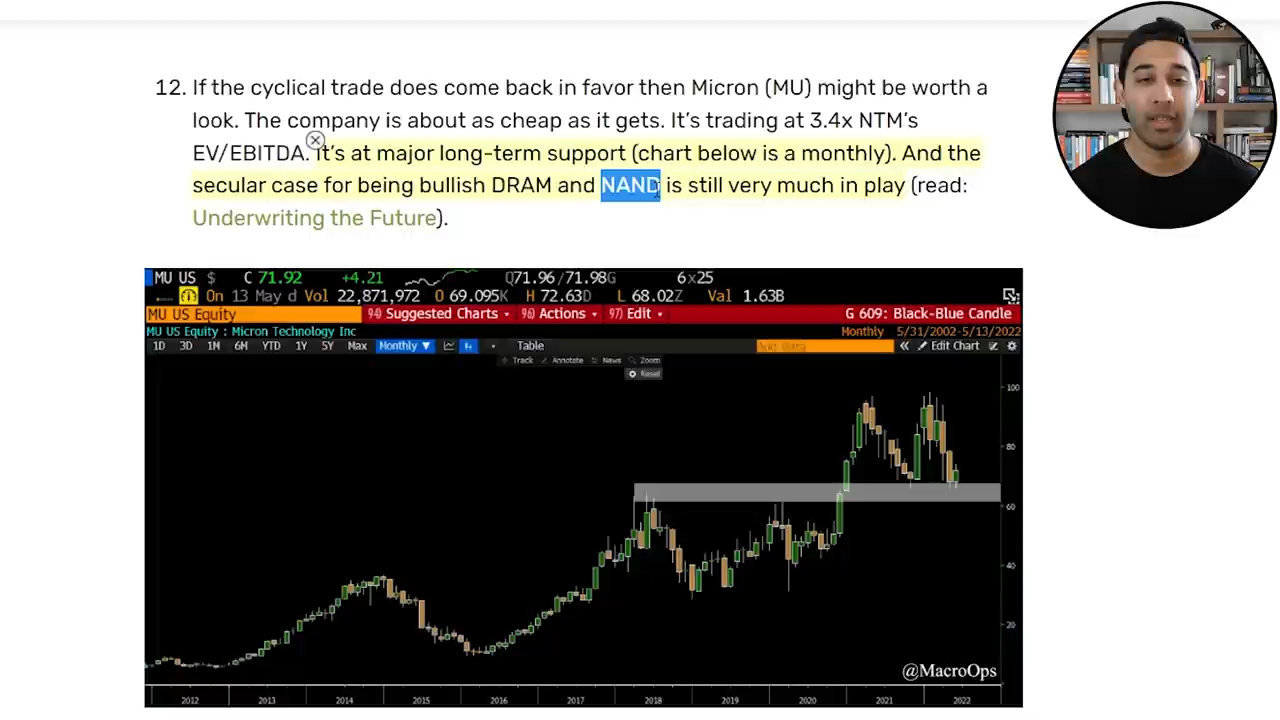 12. If the cyclical trade does come back in favor then Micron (MU) might be worth a
look. The company is about as cheap as it gets. It's trading at 3.4x NTM's
EV/EBITDA. It's at major long-term support (chart below is a monthly). And the
secular case for being bullish DRAM and NAND is still very much in play (read:
Underwriting the Future).
MU US $ C 71.92 +4.21 Q71.96/71.98G 6x25
On 13 May d Vol 22,871,972 O 69.095K H 72.63D L 68.02Z Val 1.63B
MU US Equity 94) Suggested Charts 96) Actions 97) Edit G 609: Black-Blue Candle
MU US Equity : Micron Technology Inc Monthly 5/31/2002-5/13/2022
1D 3D 1M 6M YTD 1Y 5Y Max Monthly ▼ Table « Edit Chart
Track Annotate News Zoom
Reset
100
80
60
40
20
@MacroOps
2012 2013 2014 2015 2016 2017 2018 2019 2020 2021 2022